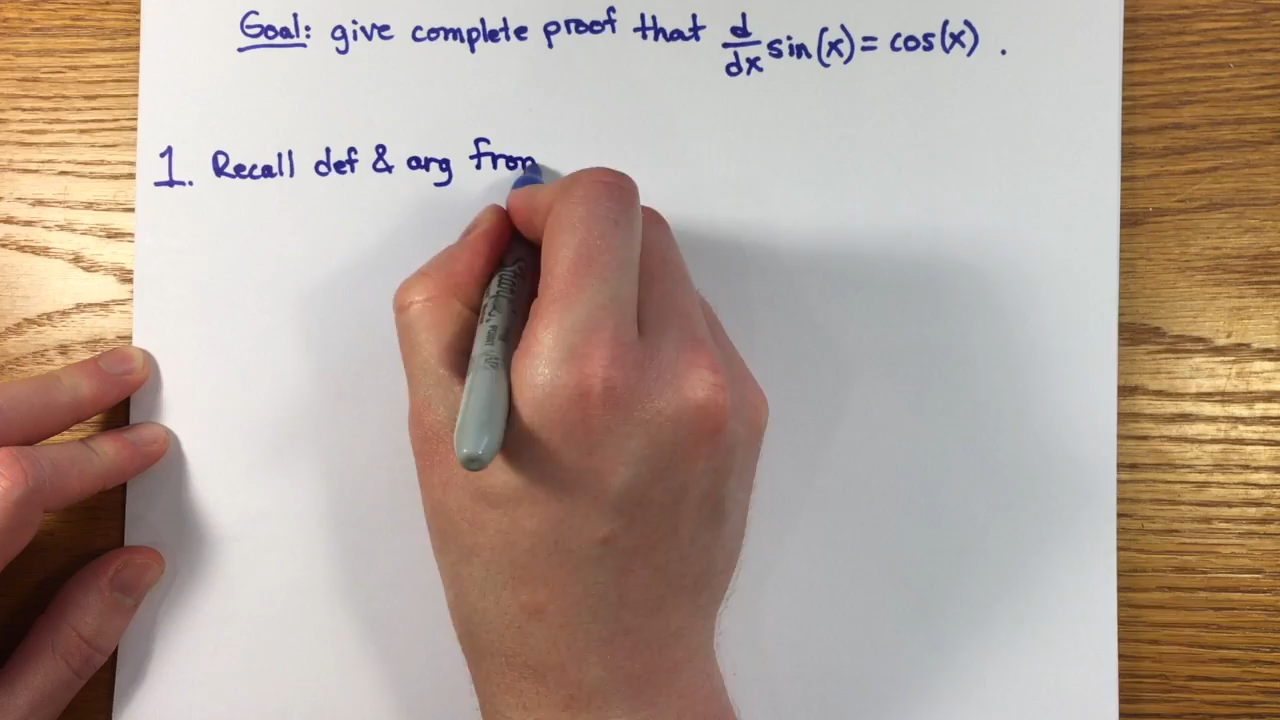 Goal: give complete proof that d/dx sin(x) = cos(x) .
1. Recall def & arg from